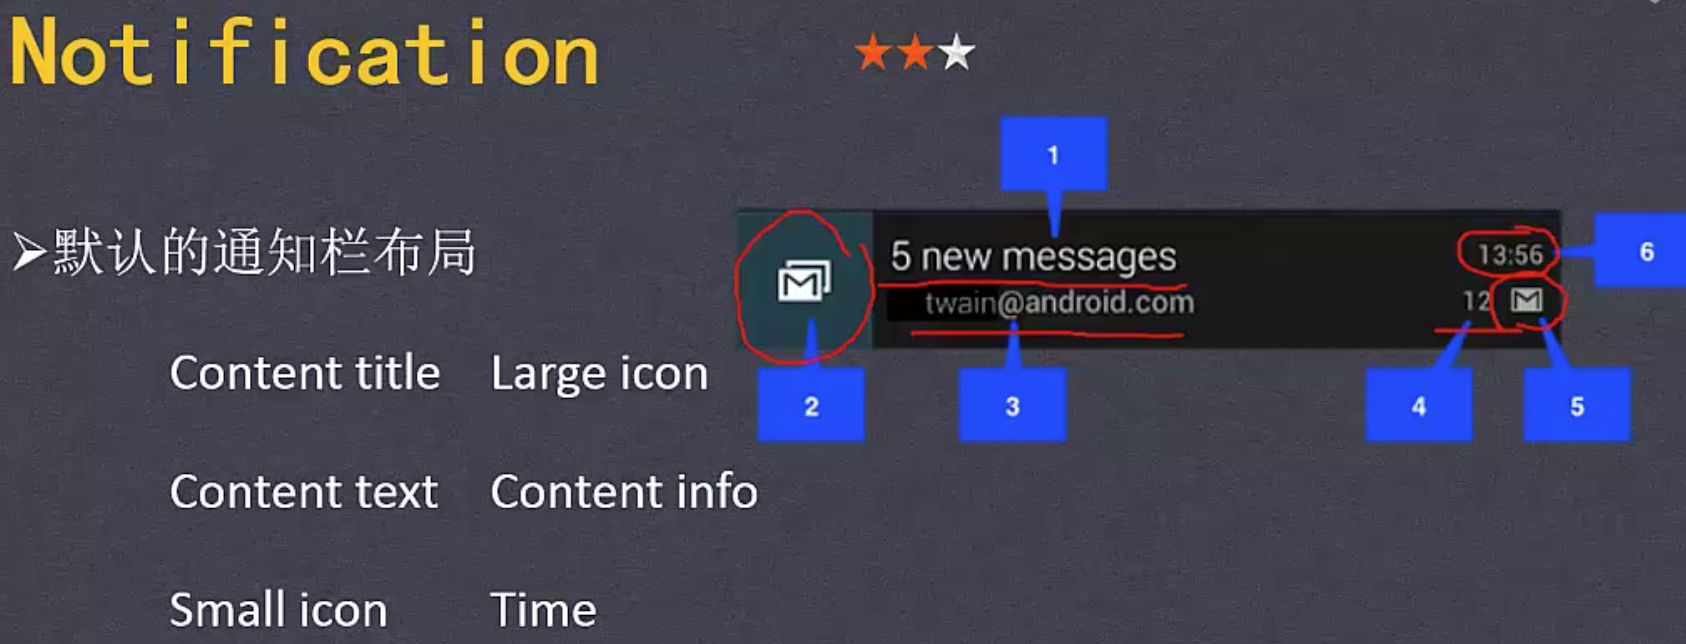 Notification
1
➢默认的通知栏布局
5 new messages
13:56
6
twain@android.com
12
Content title
Large icon
2
3
4
5
Content text
Content info
Small icon
Time